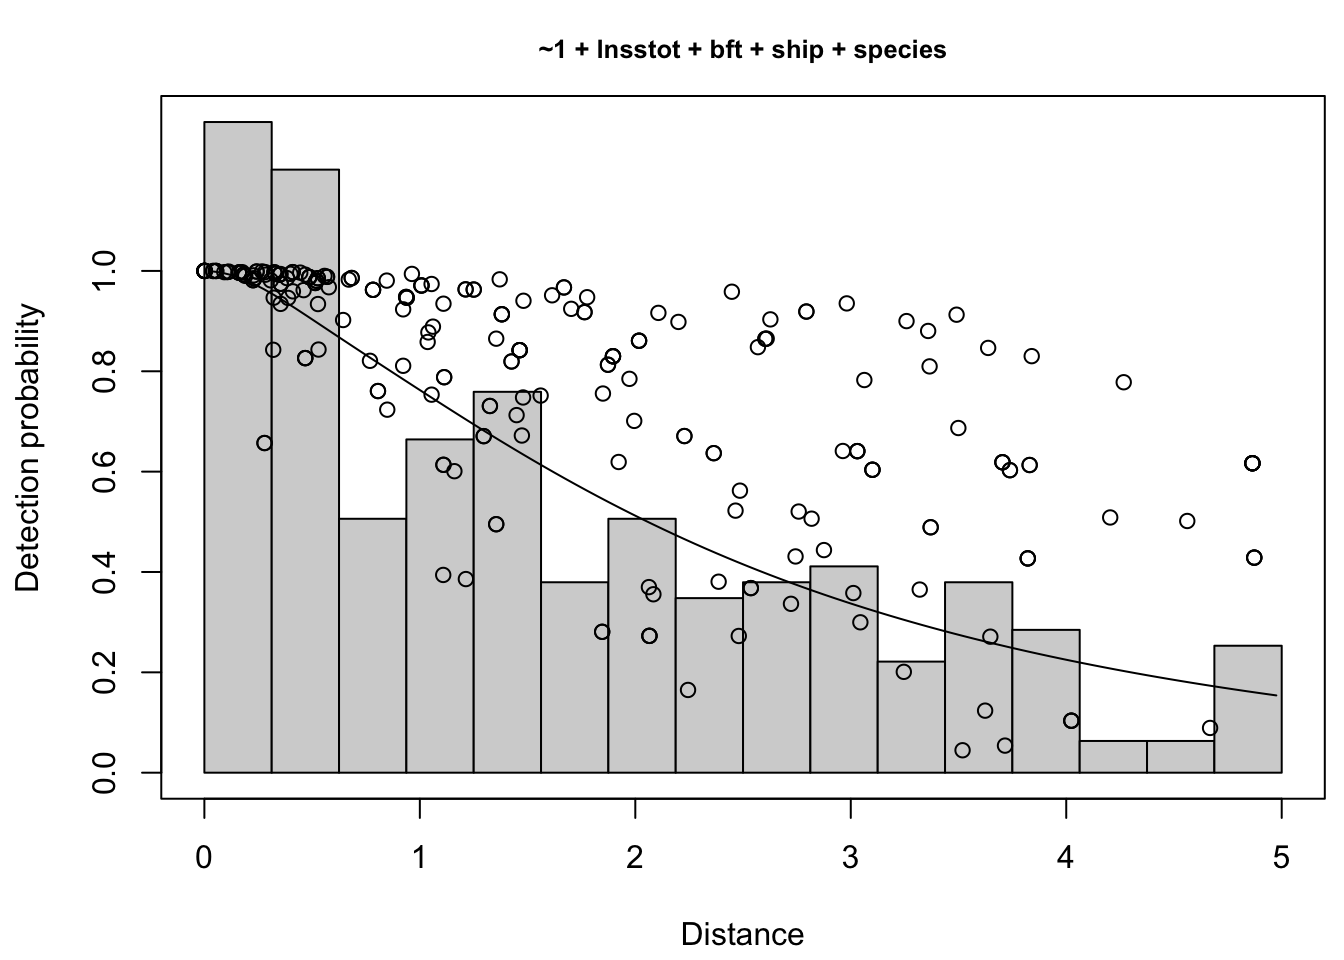 ~1 + lnsstot + bft + ship + species
Detection probability
1.0
0.8
0.6
0.4
0.2
0.0
0 1 2 3 4 5
Distance